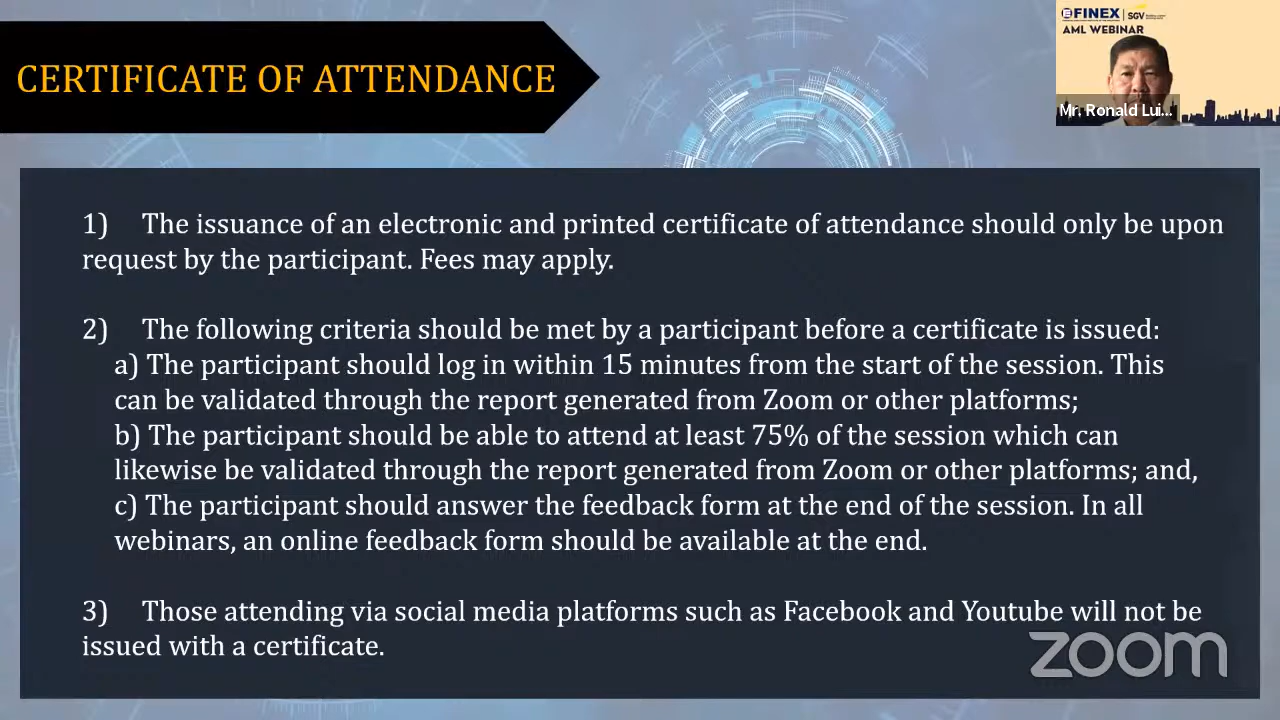 CERTIFICATE OF ATTENDANCE
FINEX | SGV
AML WEBINAR
Mr. Ronald Lui...
1) The issuance of an electronic and printed certificate of attendance should only be upon
request by the participant. Fees may apply.
2) The following criteria should be met by a participant before a certificate is issued:
a) The participant should log in within 15 minutes from the start of the session. This
can be validated through the report generated from Zoom or other platforms;
b) The participant should be able to attend at least 75% of the session which can
likewise be validated through the report generated from Zoom or other platforms; and,
c) The participant should answer the feedback form at the end of the session. In all
webinars, an online feedback form should be available at the end.
3) Those attending via social media platforms such as Facebook and Youtube will not be
issued with a certificate.
zoom